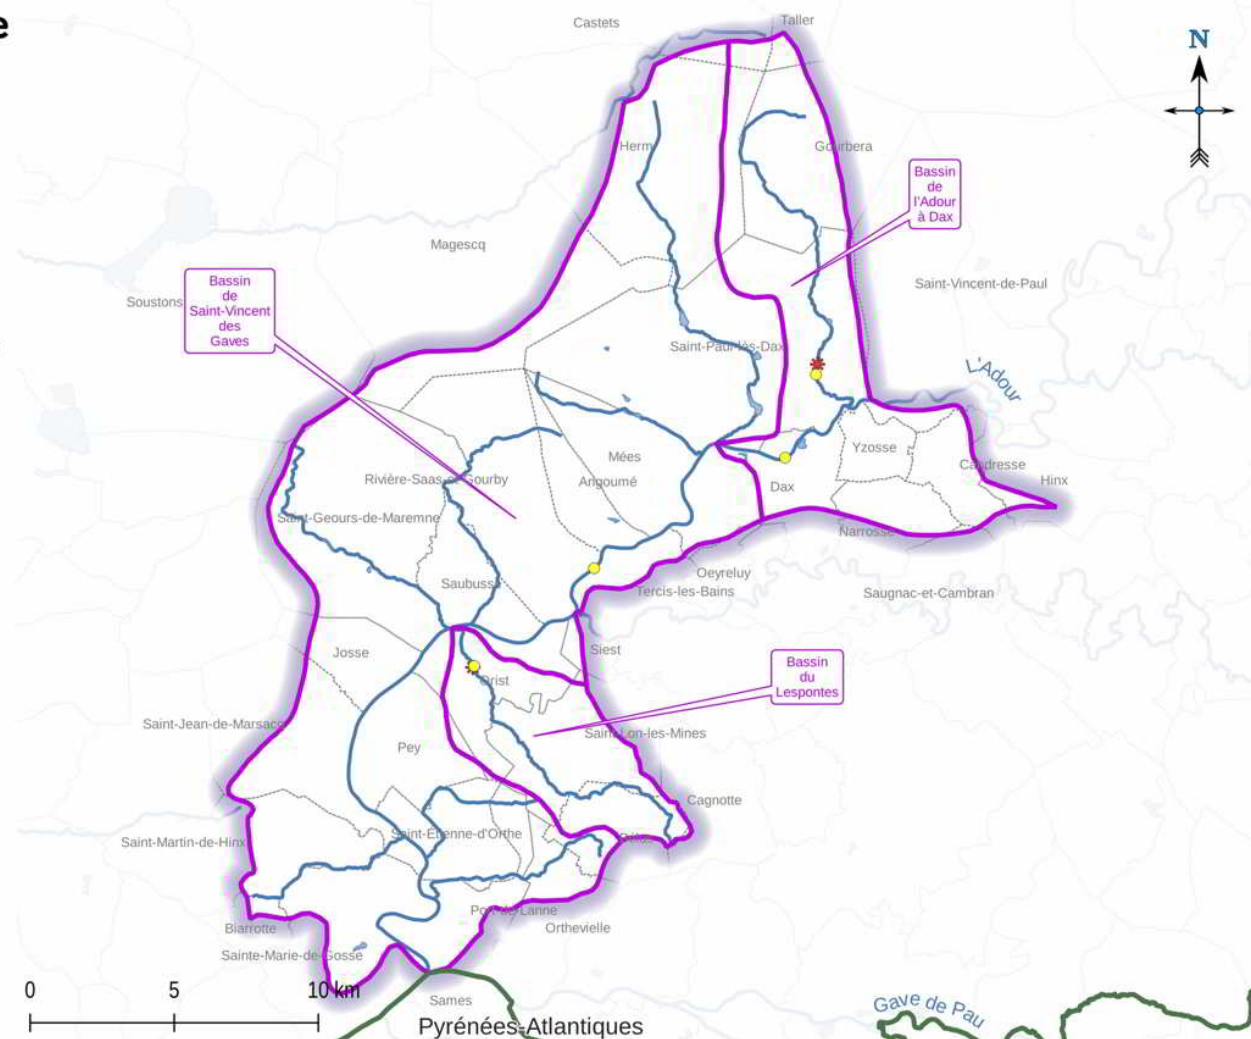 e
Castets
Taller
N
Herm
Gourbera
Bassin
de
l'Adour
à Dax
Magescq
Bassin
de
Saint-Vincent
des
Gaves
Soustons
Saint-Vincent-de-Paul
Saint-Paul-lès-Dax
L'Adour
Yzosse
Candresse
Hinx
Mées
Rivière-Saas-et-Gourby
Angoumé
Dax
Saint-Geours-de-Maremne
Narrosse
Oeyreluy
Saubusse
Tercis-les-Bains
Saugnac-et-Cambran
Josse
Siest
Orist
Bassin
du
Lespontes
Saint-Jean-de-Marsacq
Saint-Lon-les-Mines
Pey
Cagnotte
Saint-Etienne-d'Orthe
Bélus
Saint-Martin-de-Hinx
Port-de-Lanne
Biarrotte
Orthevielle
Sainte-Marie-de-Gosse
0 5 10 km
Sames
Gave de Pau
Pyrénées-Atlantiques